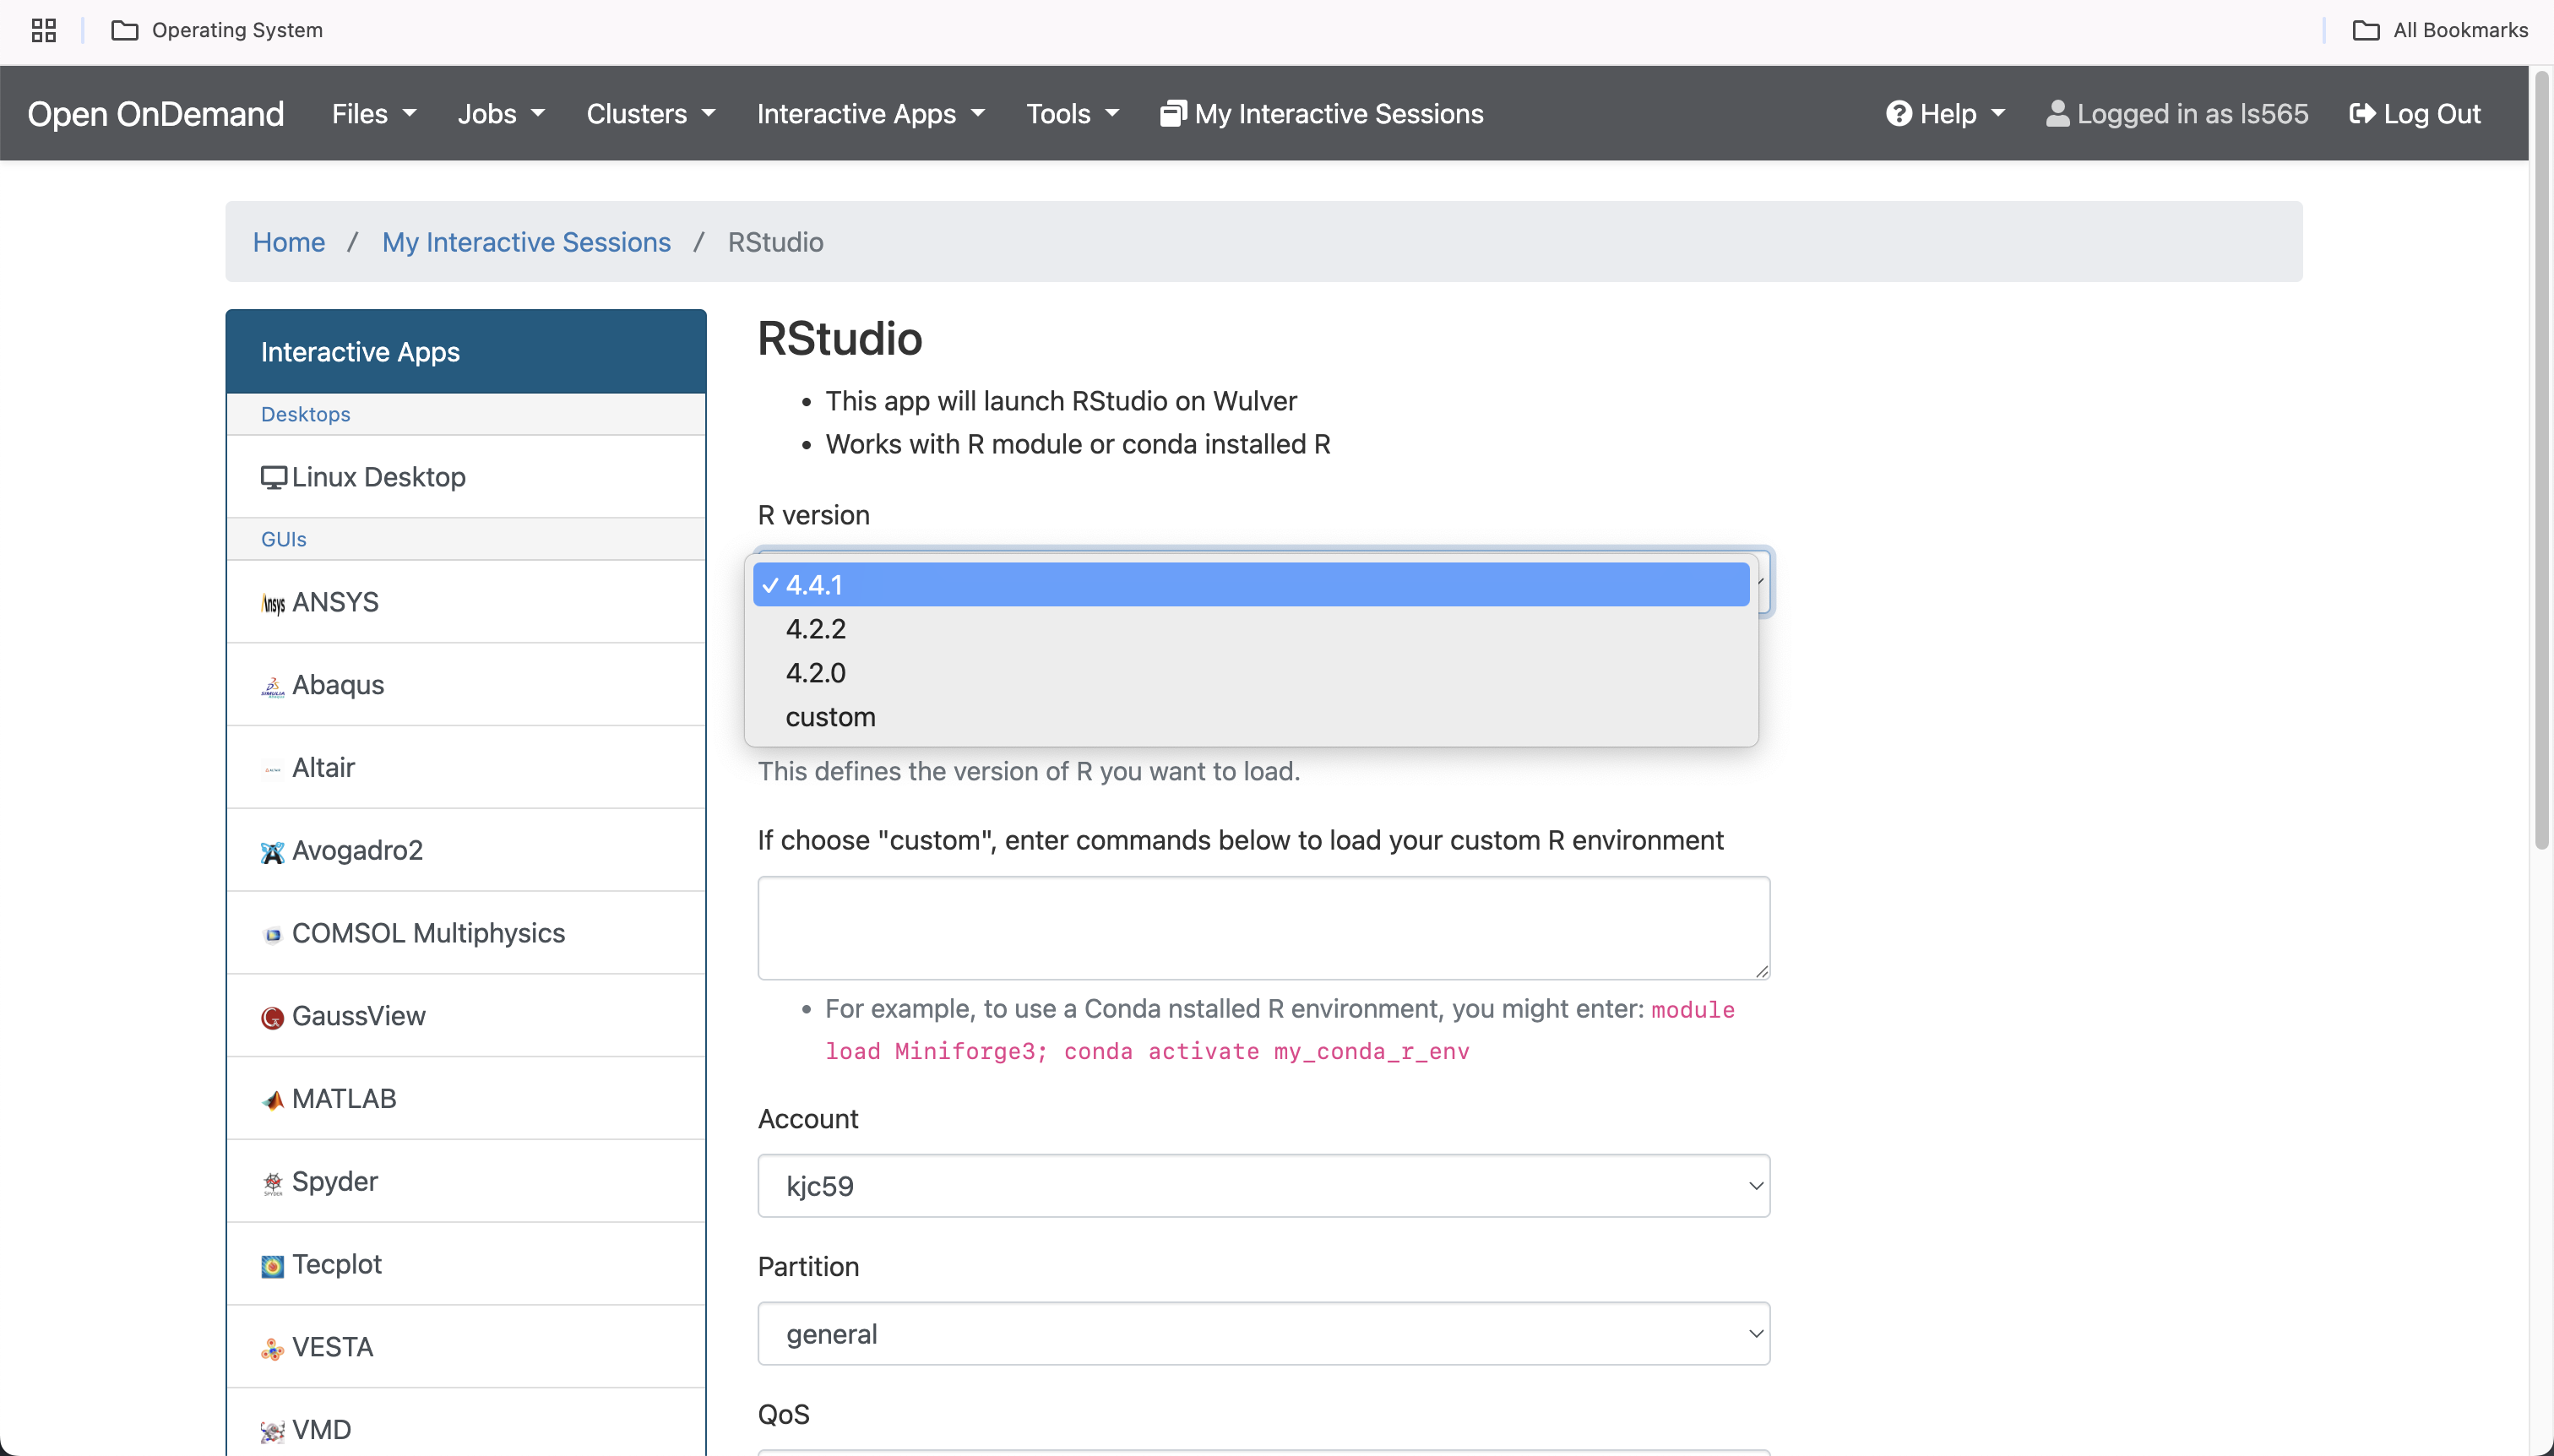 Operating System
All Bookmarks
Open OnDemand Files Jobs Clusters Interactive Apps Tools My Interactive Sessions Help Logged in as ls565 Log Out
Home / My Interactive Sessions / RStudio
Interactive Apps
Desktops
Linux Desktop
GUIs
Ansys ANSYS
Abaqus
Altair
Avogadro2
COMSOL Multiphysics
GaussView
MATLAB
Spyder
Tecplot
VESTA
VMD
RStudio
• This app will launch RStudio on Wulver
• Works with R module or conda installed R
R version
✓ 4.4.1
4.2.2
4.2.0
custom
This defines the version of R you want to load.
If choose "custom", enter commands below to load your custom R environment
• For example, to use a Conda nstalled R environment, you might enter: module
load Miniforge3; conda activate my_conda_r_env
Account
kjc59
Partition
general
QoS